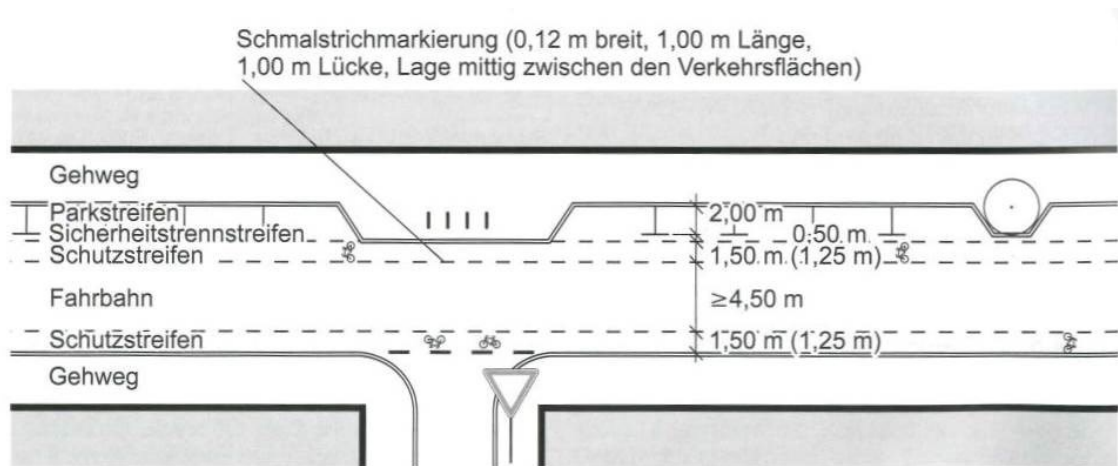 Schmalstrichmarkierung (0,12 m breit, 1,00 m Länge,
1,00 m Lücke, Lage mittig zwischen den Verkehrsflächen)
Gehweg
Parkstreifen
2,00 m
Sicherheitstrennstreifen
0,50 m
Schutzstreifen
1,50 m (1,25 m)
Fahrbahn
≥4,50 m
Schutzstreifen
1,50 m (1,25 m)
Gehweg